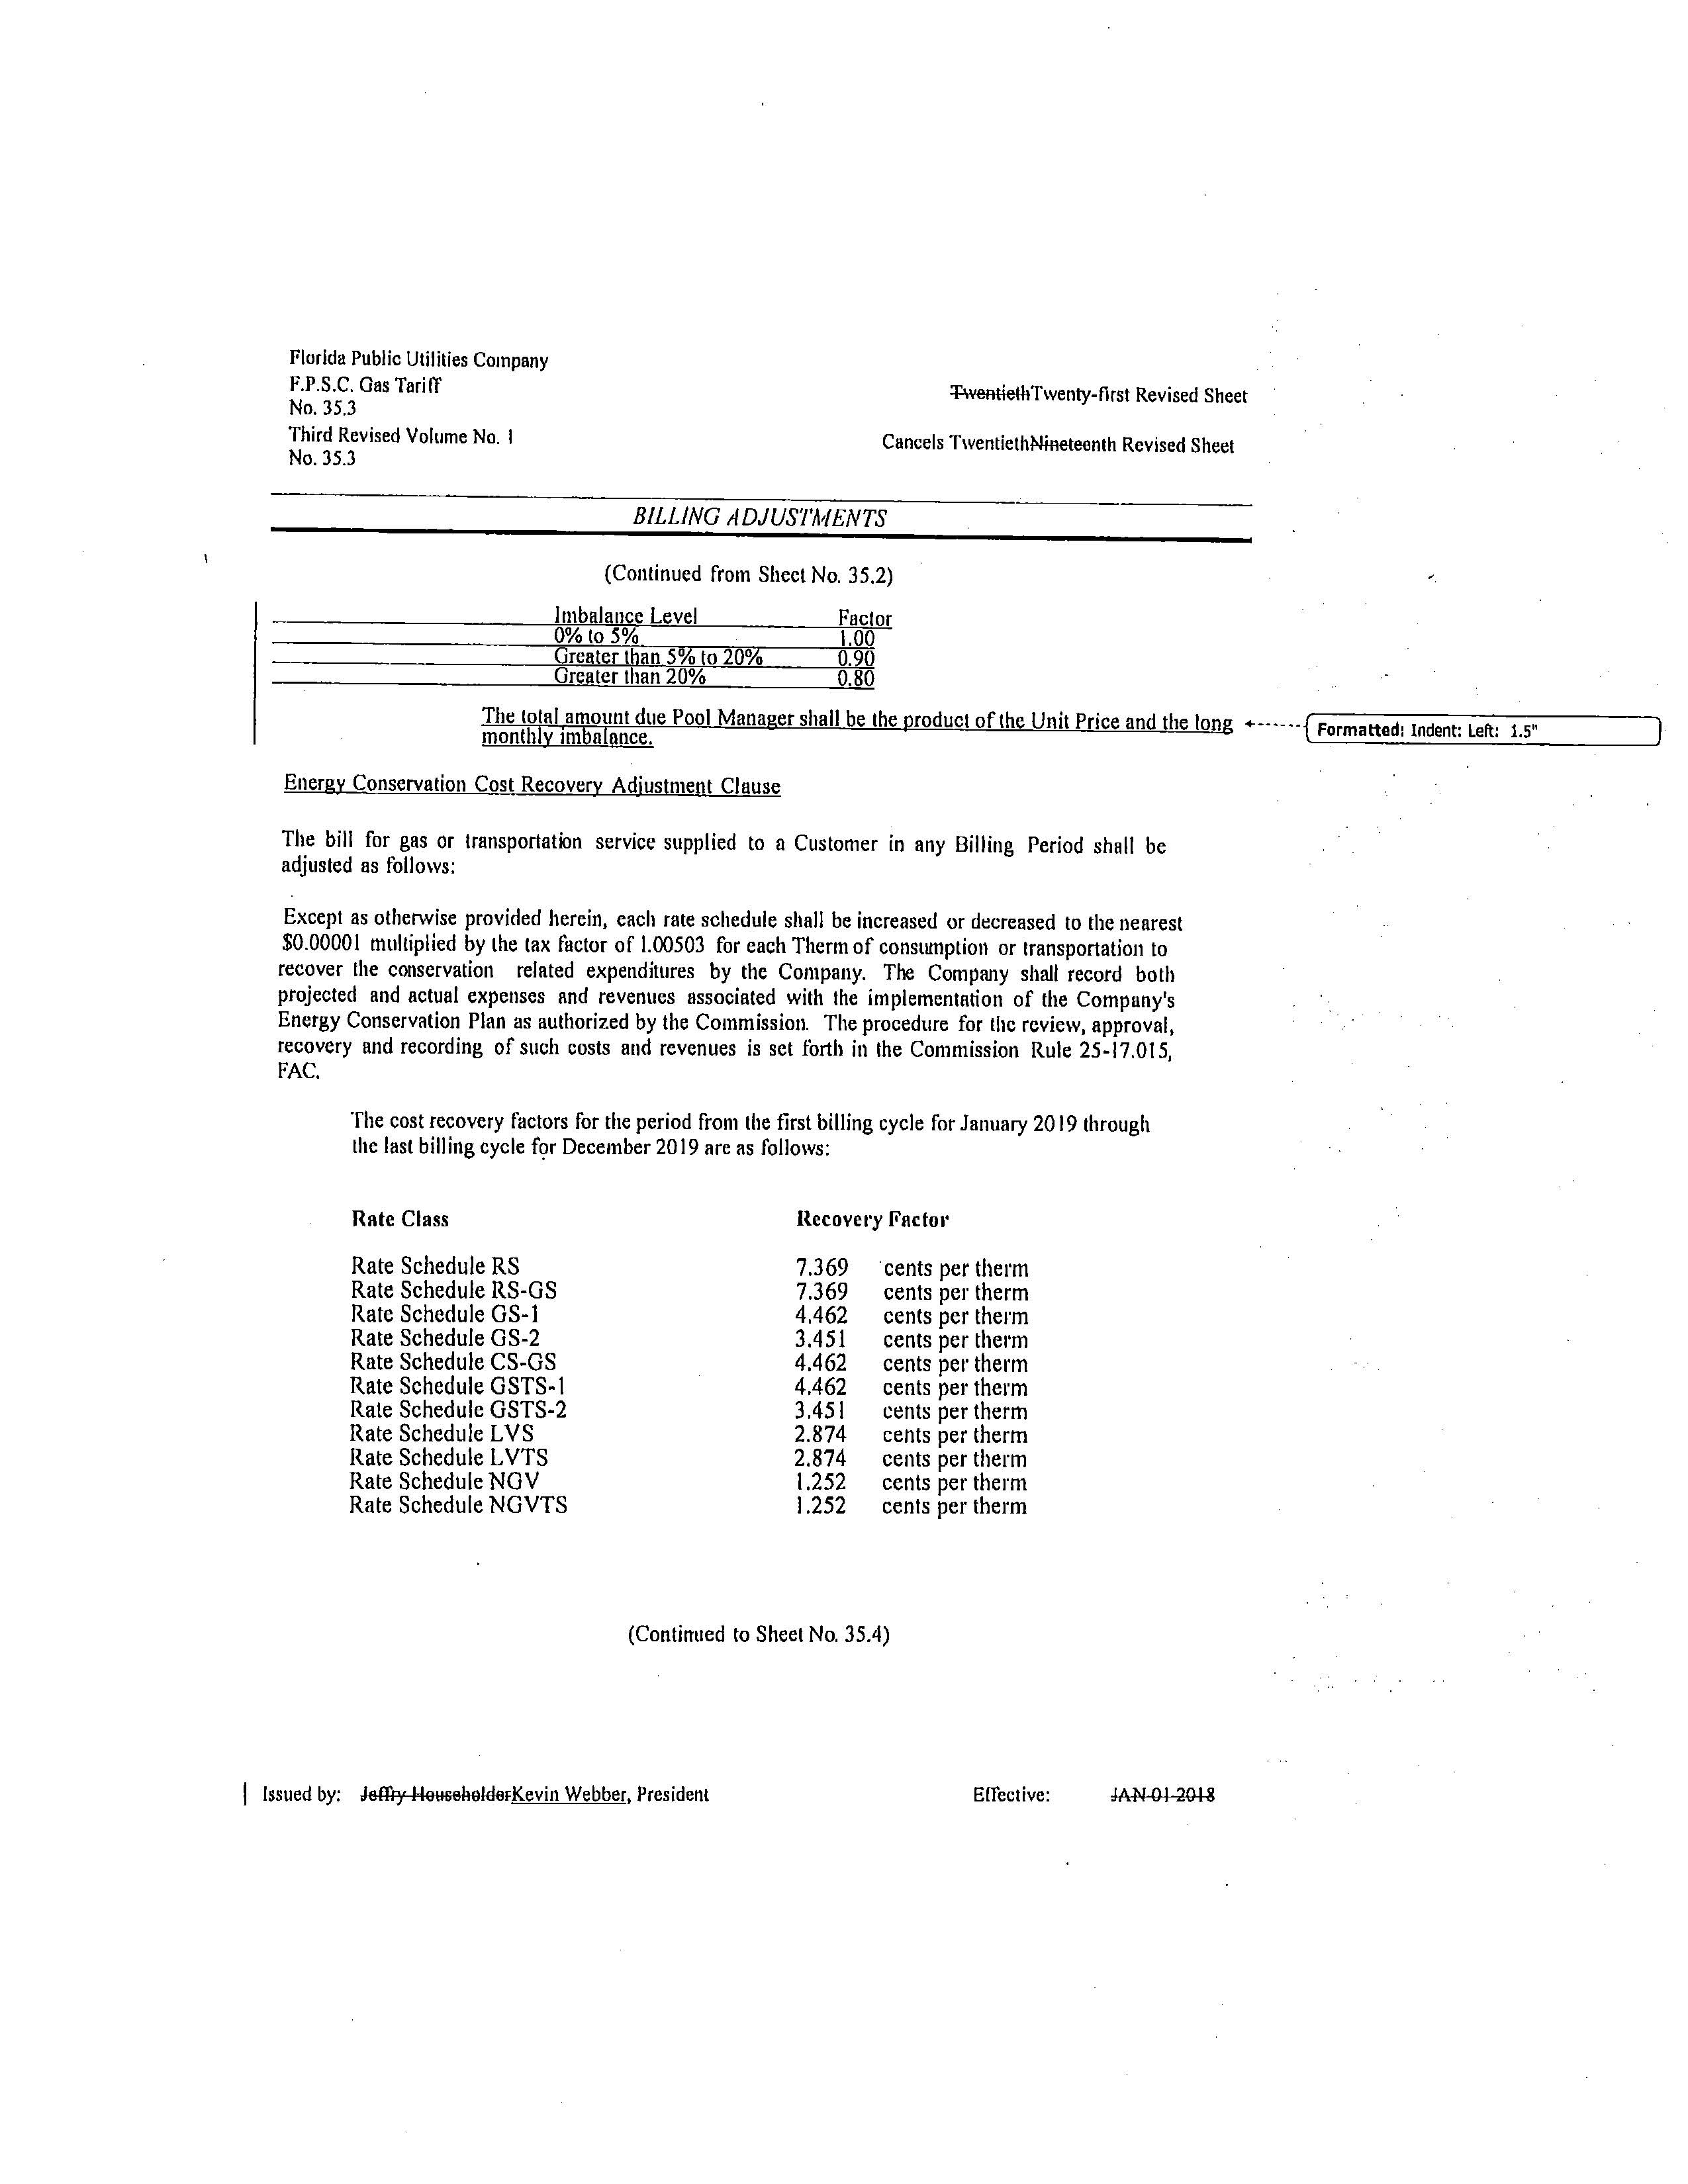 Florida Public Utilities Company
F.P.S.C. Gas Tariff
TwentiethTwenty-first Revised Sheet
No. 35.3
Third Revised Volume No. 1
Cancels TwentiethNineteenth Revised Sheet
No. 35.3
BILLING ADJUSTMENTS
(Continued from Sheet No. 35.2)
Imbalance Level Factor
0% to 5% 1.00
Greater than 5% to 20% 0.90
Greater than 20% 0.80
The total amount due Pool Manager shall be the product of the Unit Price and the long
monthly imbalance.
Formatted: Indent: Left: 1.5"
Energy Conservation Cost Recovery Adjustment Clause
The bill for gas or transportation service supplied to a Customer in any Billing Period shall be
adjusted as follows:
Except as otherwise provided herein, each rate schedule shall be increased or decreased to the nearest
$0.00001 multiplied by the tax factor of 1.00503 for each Therm of consumption or transportation to
recover the conservation related expenditures by the Company. The Company shall record both
projected and actual expenses and revenues associated with the implementation of the Company's
Energy Conservation Plan as authorized by the Commission. The procedure for the review, approval,
recovery and recording of such costs and revenues is set forth in the Commission Rule 25-17.015,
FAC.
The cost recovery factors for the period from the first billing cycle for January 2019 through
the last billing cycle for December 2019 are as follows:
Rate Class Recovery Factor
Rate Schedule RS 7.369 cents per therm
Rate Schedule RS-GS 7.369 cents per therm
Rate Schedule GS-1 4.462 cents per therm
Rate Schedule GS-2 3.451 cents per therm
Rate Schedule CS-GS 4.462 cents per therm
Rate Schedule GSTS-1 4.462 cents per therm
Rate Schedule GSTS-2 3.451 cents per therm
Rate Schedule LVS 2.874 cents per therm
Rate Schedule LVTS 2.874 cents per therm
Rate Schedule NGV 1.252 cents per therm
Rate Schedule NGVTS 1.252 cents per therm
(Continued to Sheet No. 35.4)
Issued by: Jeffry HouseholderKevin Webber, President Effective: JAN 01 2018